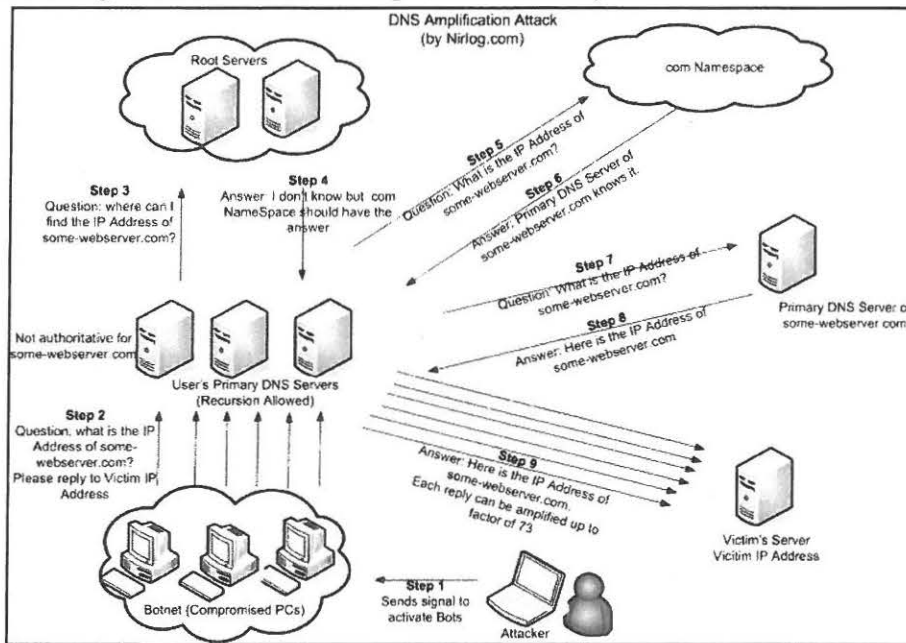 DNS Amplification Attack
(by Nirlog.com)
Root Servers
com Namespace
Step 3
Question: where can I
find the IP Address of
some-webserver.com?
Step 4
Answer: I don't know but com
NameSpace should have the
answer
Step 5
Question: What is the IP Address of
some-webserver.com?
Step 6
Answer: Primary DNS Server of
some-webserver.com knows it.
Step 7
Question: What is the IP Address of
some-webserver.com?
Step 8
Answer: Here is the IP Address of
some-webserver.com
Primary DNS Server o
some-webserver com
Not authoritative for
some-webserver.com
User's Primary DNS Servers
(Recursion Allowed)
Step 2
Question: what is the IP
Address of some-
webserver.com?
Please reply to Victim IP
Address
Step 9
Answer: Here is the IP Address of
some-webserver.com.
Each reply can be amplified up to
factor of 73
Victim's Server
Vicitim IP Address
Botnet (Compromised PCs)
Step 1
Sends signal to
activate Bots
Attacker